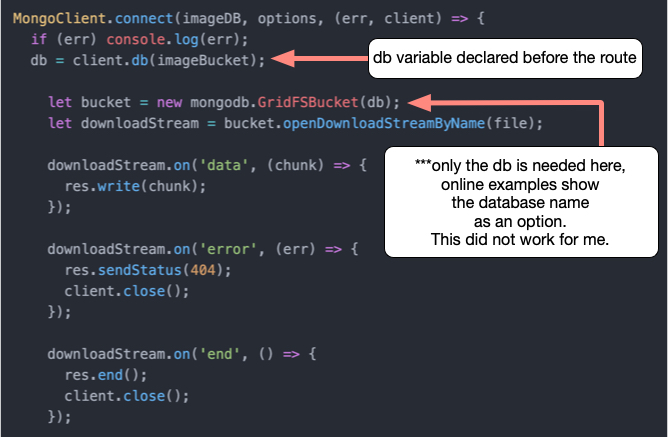 MongoClient.connect(imageDB, options, (err, client) => {
if (err) console.log(err);
db = client.db(imageBucket);
db variable declared before the route
let bucket = new mongodb.GridFSBucket(db);
let downloadStream = bucket.openDownloadStreamByName(file);
***only the db is needed here,
online examples show
the database name
as an option.
This did not work for me.
downloadStream.on('data', (chunk) => {
res.write(chunk);
});
downloadStream.on('error', (err) => {
res.sendStatus(404);
client.close();
});
downloadStream.on('end', () => {
res.end();
client.close();
});